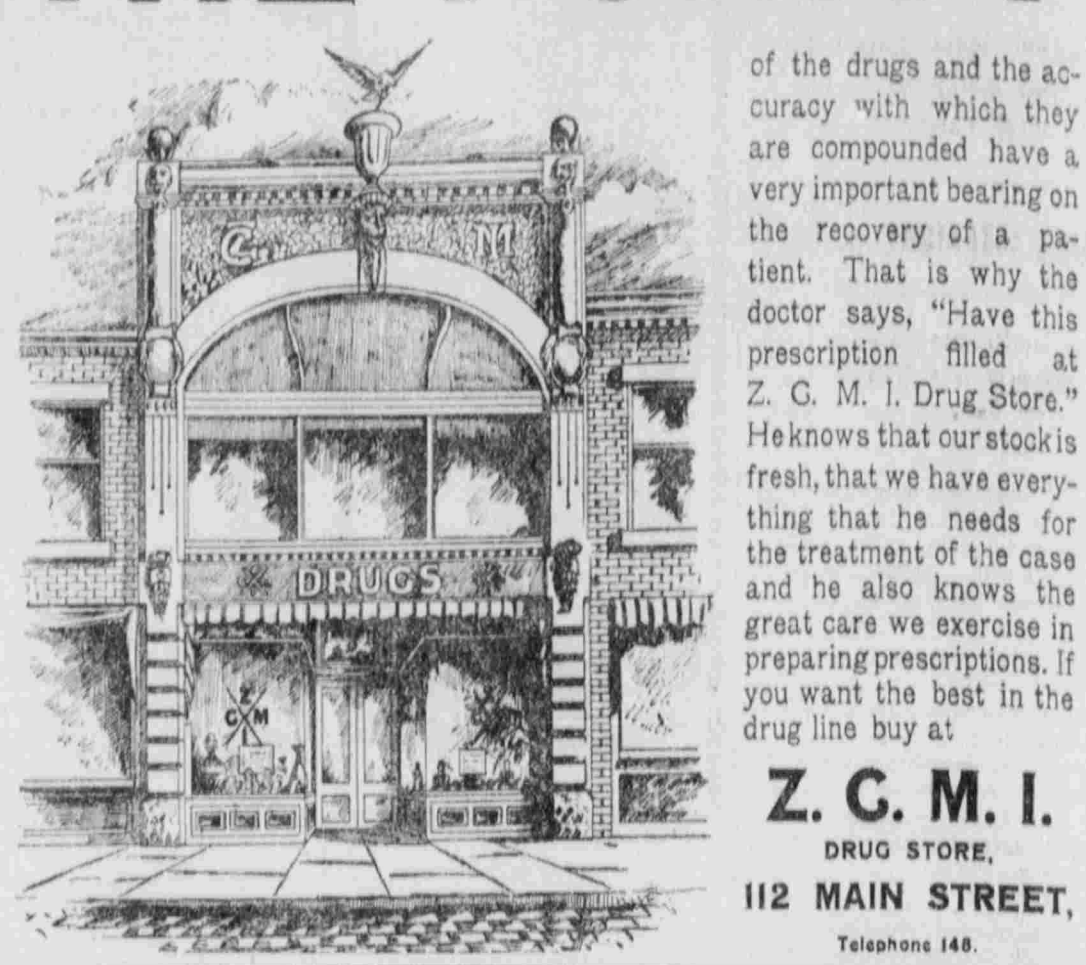 C. M
DRUGS
Z
C M
I
of the drugs and the ac-
curacy with which they
are compounded have a
very important bearing on
the recovery of a pa-
tient. That is why the
doctor says, "Have this
prescription filled at
Z. C. M. I. Drug Store."
He knows that our stock is
fresh, that we have every-
thing that he needs for
the treatment of the case
and he also knows the
great care we exercise in
preparing prescriptions. If
you want the best in the
drug line buy at
Z. C. M. I.
DRUG STORE,
112 MAIN STREET,
Telephone 148.